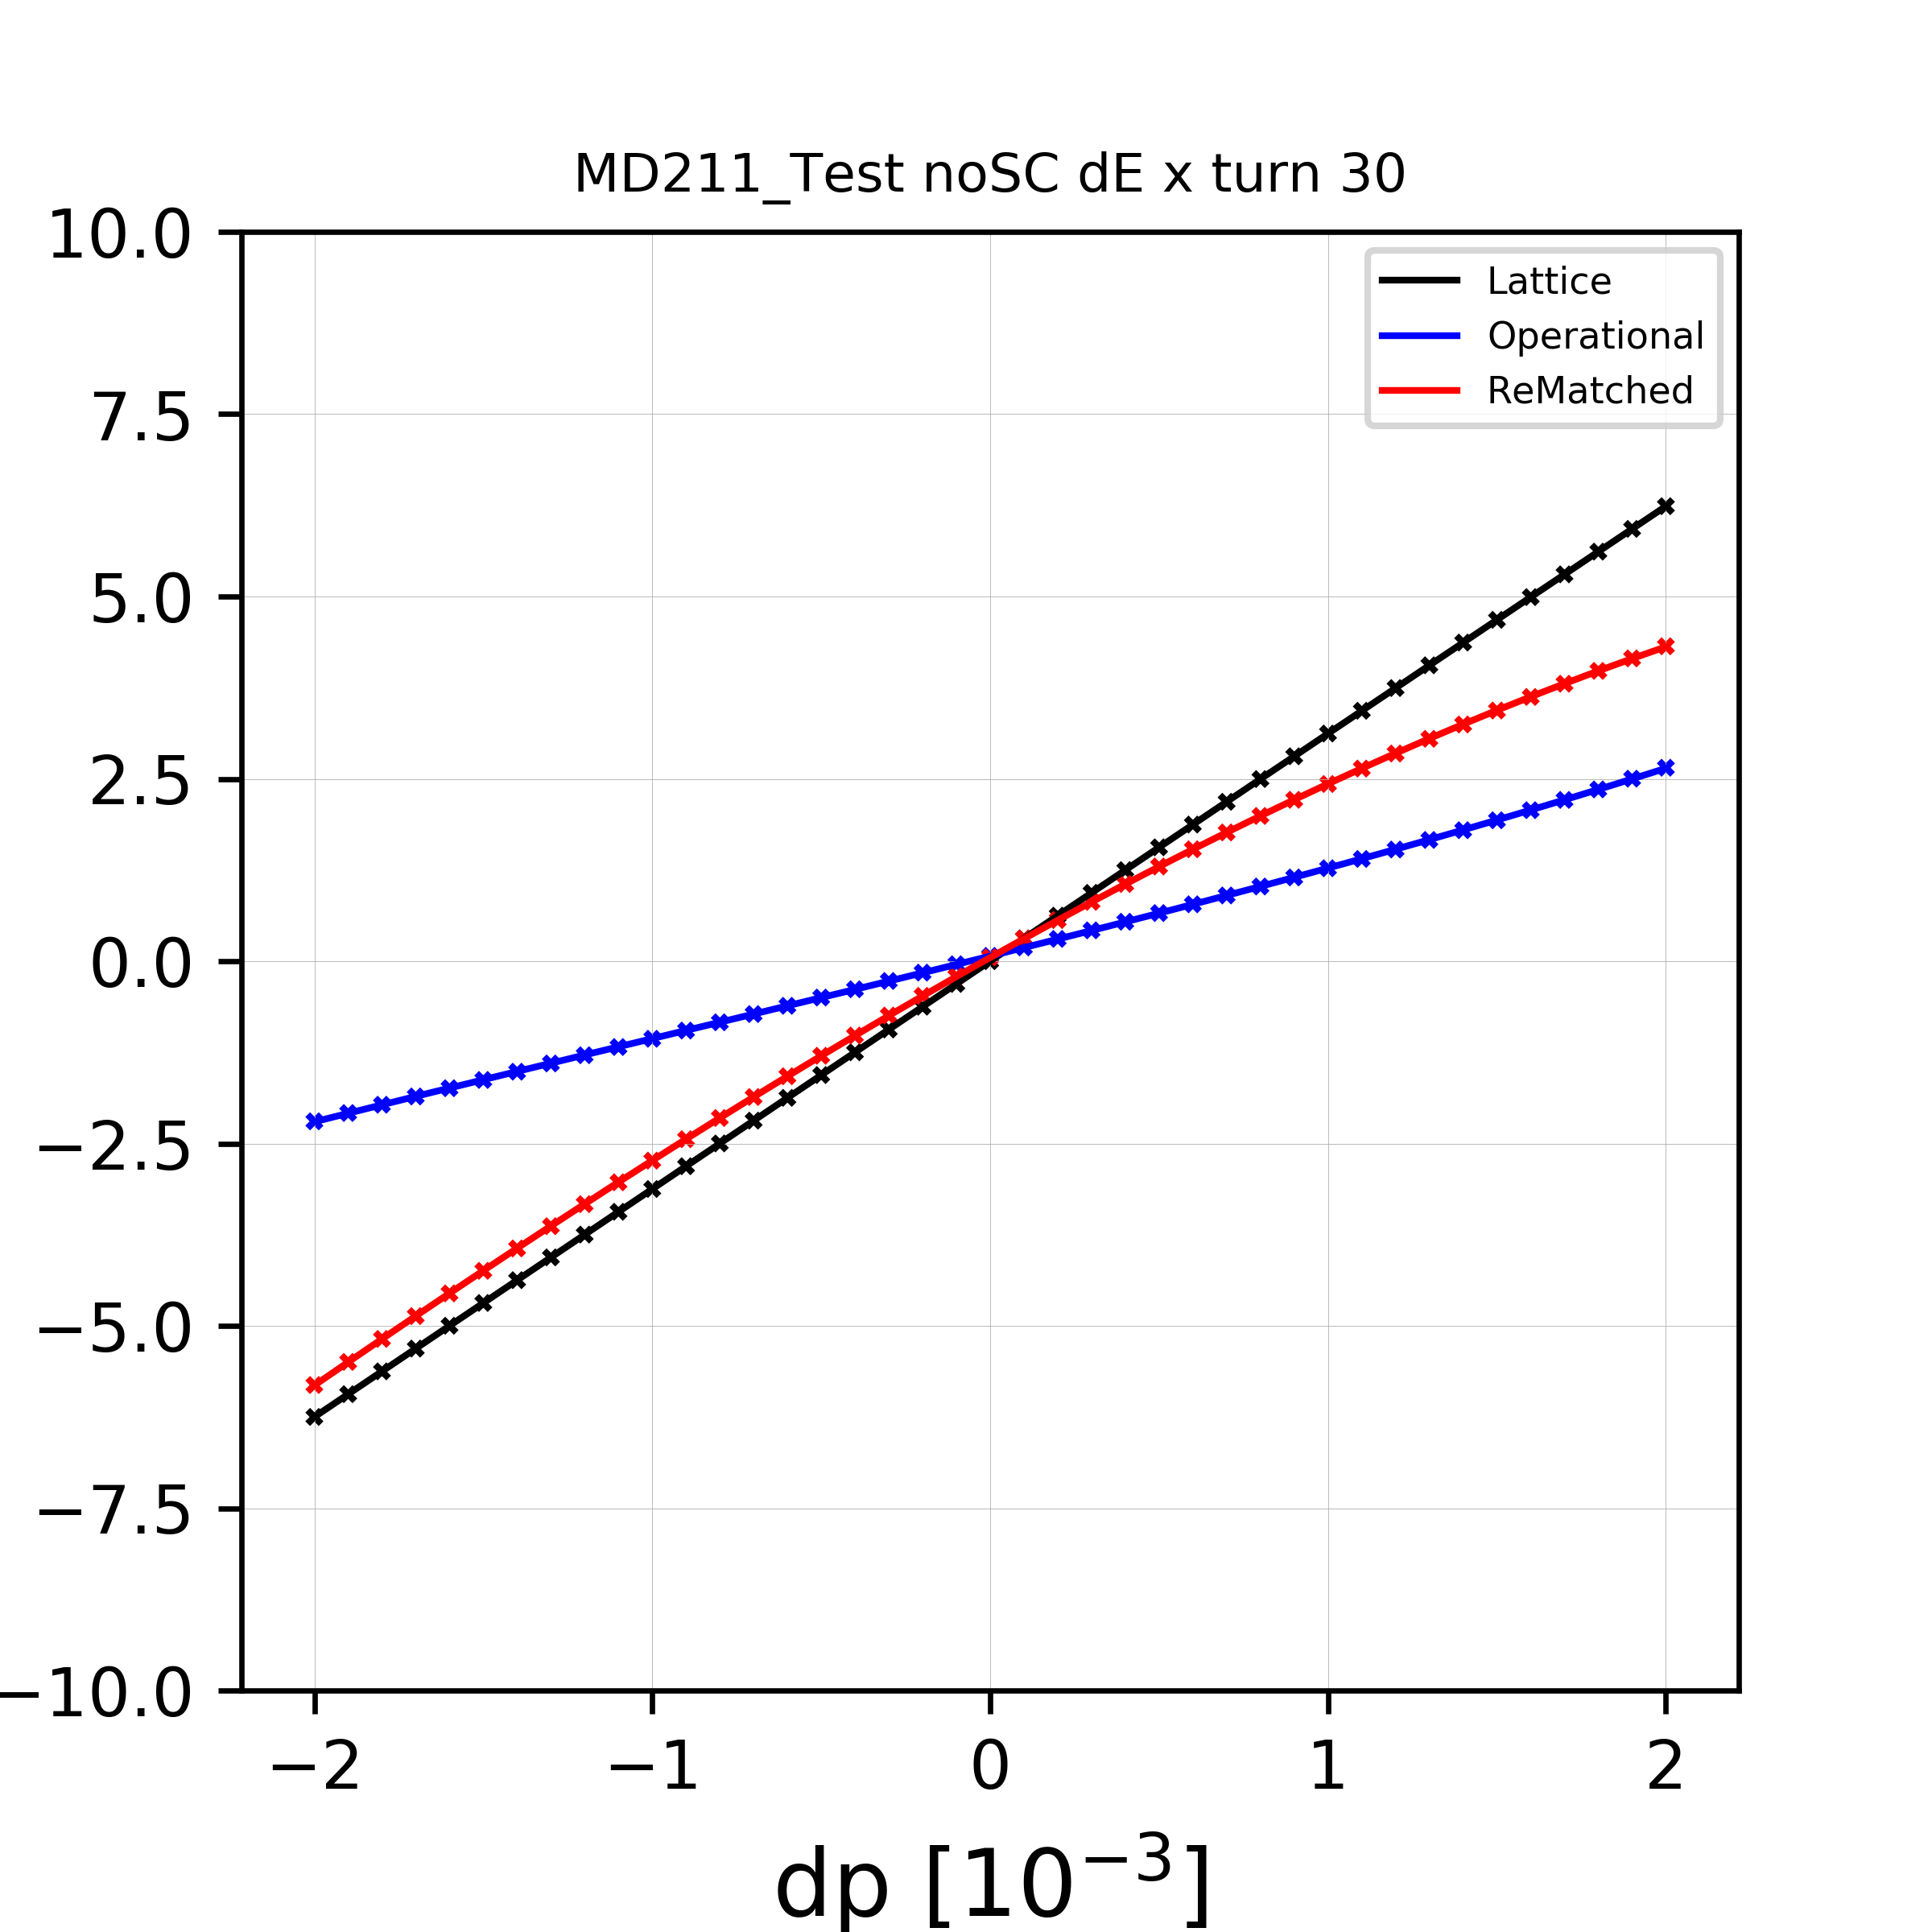 MD211_Test noSC dE x turn 30
10.0
7.5
5.0
2.5
0.0
−2.5
−5.0
−7.5
−10.0
Lattice
Operational
ReMatched
−2 −1 0 1 2
dp [10⁻³]